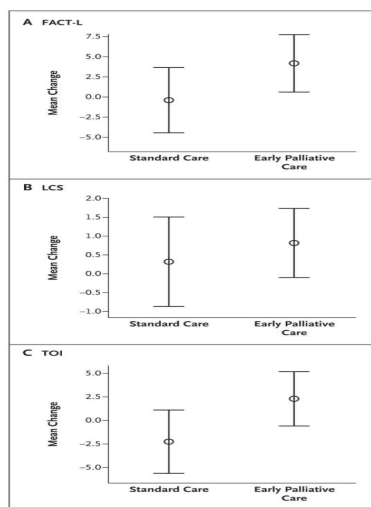 A FACT-L
Mean Change
7.5
5.0
2.5
0.0
−2.5
−5.0
Standard Care
Early Palliative
Care
B LCS
Mean Change
2.0
1.5
1.0
0.5
0.0
−0.5
−1.0
Standard Care
Early Palliative
Care
C TOI
Mean Change
5.0
2.5
0.0
−2.5
−5.0
Standard Care
Early Palliative
Care